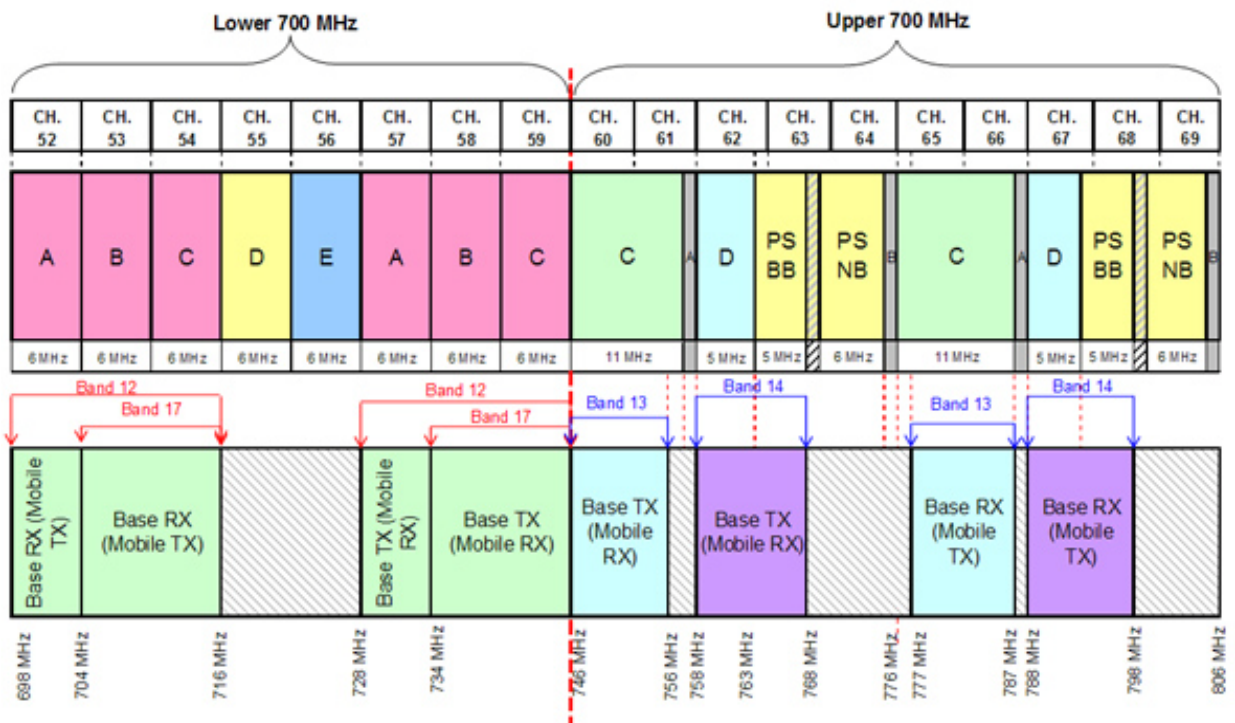 Lower 700 MHz
Upper 700 MHz
CH. CH. CH. CH. CH. CH. CH. CH. CH. CH. CH. CH. CH. CH. CH. CH. CH. CH.
52 53 54 55 56 57 58 59 60 61 62 63 64 65 66 67 68 69
A B C D E A B C C A D PS BB PS NB B C A D PS BB PS NB B
6 MHz 6 MHz 6 MHz 6 MHz 6 MHz 6 MHz 6 MHz 6 MHz 11 MHz 5 MHz 5 MHz 6 MHz 11 MHz 5 MHz 5 MHz 6 MHz
Band 12 Band 12 Band 14 Band 14
Band 17 Band 17 Band 13 Band 13
Base RX (Mobile
TX)
Base RX
(Mobile TX)
Base TX (Mobile
RX)
Base TX
(Mobile RX)
Base TX
(Mobile
RX)
Base TX
(Mobile RX)
Base RX
(Mobile
TX)
Base RX
(Mobile
TX)
698 MHz
704 MHz
716 MHz
728 MHz
734 MHz
746 MHz
756 MHz
758 MHz
763 MHz
768 MHz
776 MHz
777 MHz
787 MHz
788 MHz
798 MHz
806 MHz